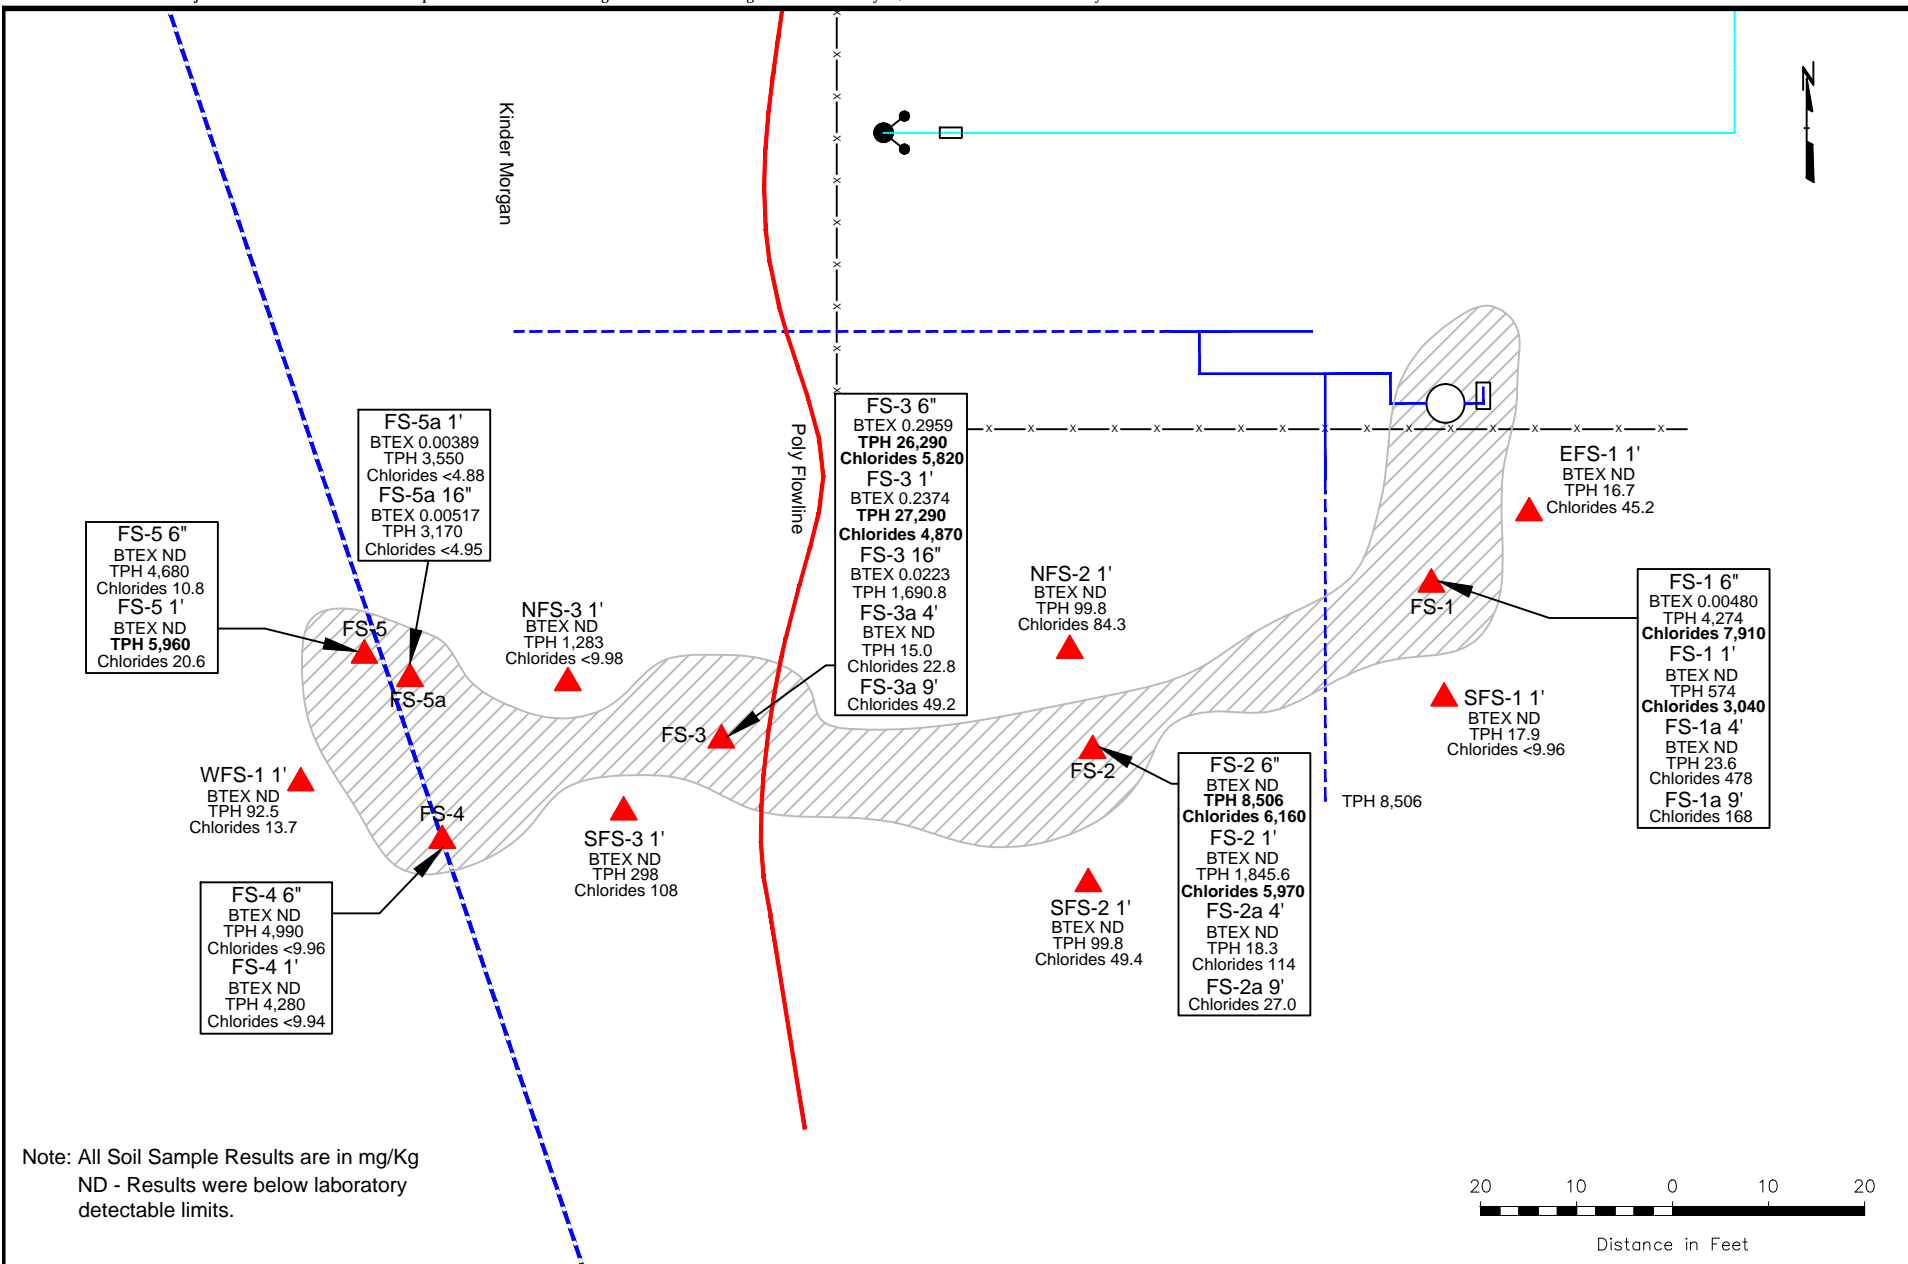 N
Kinder Morgan
Poly Flowline
FS-5a 1'
BTEX 0.00389
TPH 3,550
Chlorides <4.88
FS-5a 16"
BTEX 0.00517
TPH 3,170
Chlorides <4.95
FS-5 6"
BTEX ND
TPH 4,680
Chlorides 10.8
FS-5 1'
BTEX ND
TPH 5,960
Chlorides 20.6
FS-3 6"
BTEX 0.2959
TPH 26,290
Chlorides 5,820
FS-3 1'
BTEX 0.2374
TPH 27,290
Chlorides 4,870
FS-3 16"
BTEX 0.0223
TPH 1,690.8
FS-3a 4'
BTEX ND
TPH 15.0
Chlorides 22.8
FS-3a 9'
Chlorides 49.2
EFS-1 1'
BTEX ND
TPH 16.7
Chlorides 45.2
NFS-2 1'
BTEX ND
TPH 99.8
Chlorides 84.3
NFS-3 1'
BTEX ND
TPH 1,283
Chlorides <9.98
FS-1
FS-1 6"
BTEX 0.00480
TPH 4,274
Chlorides 7,910
FS-1 1'
BTEX ND
TPH 574
Chlorides 3,040
FS-1a 4'
BTEX ND
TPH 23.6
Chlorides 478
FS-1a 9'
Chlorides 168
FS-5
FS-5a
FS-3
FS-2
SFS-1 1'
BTEX ND
TPH 17.9
Chlorides <9.96
WFS-1 1'
BTEX ND
TPH 92.5
Chlorides 13.7
FS-4
SFS-3 1'
BTEX ND
TPH 298
Chlorides 108
FS-2 6"
BTEX ND
TPH 8,506
Chlorides 6,160
FS-2 1'
BTEX ND
TPH 1,845.6
Chlorides 5,970
FS-2a 4'
BTEX ND
TPH 18.3
Chlorides 114
FS-2a 9'
Chlorides 27.0
TPH 8,506
FS-4 6"
BTEX ND
TPH 4,990
Chlorides <9.96
FS-4 1'
BTEX ND
TPH 4,280
Chlorides <9.94
SFS-2 1'
BTEX ND
TPH 99.8
Chlorides 49.4
Note: All Soil Sample Results are in mg/Kg
ND - Results were below laboratory
detectable limits.
20 10 0 10 20
Distance in Feet